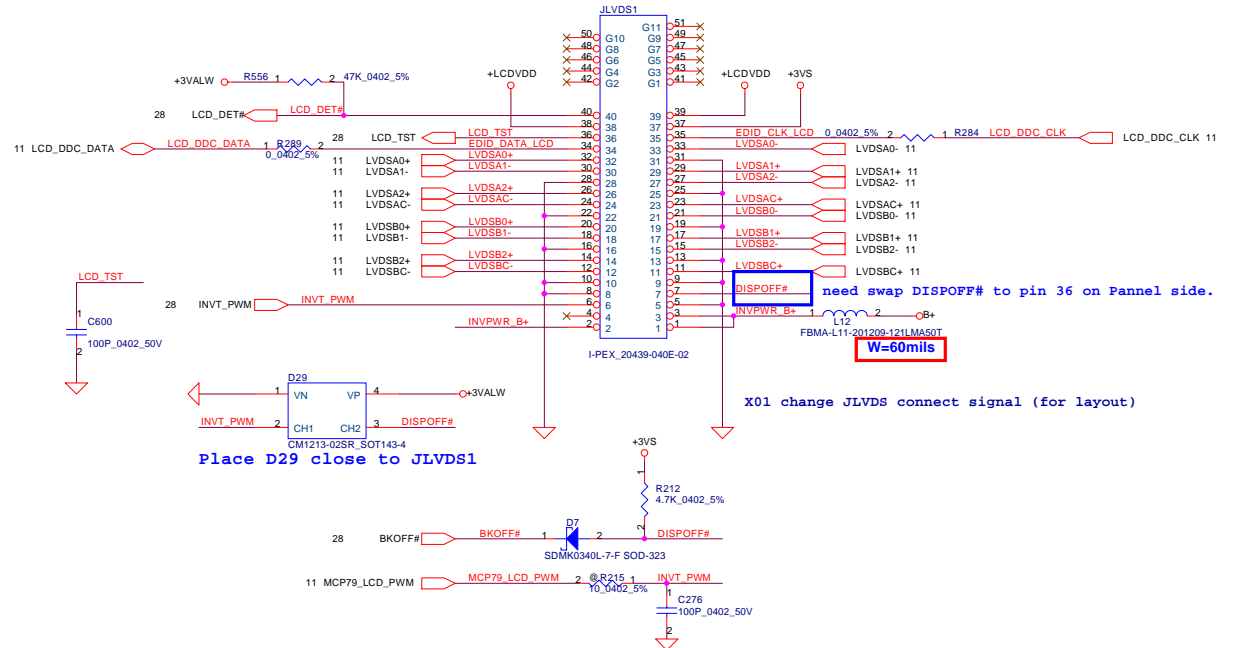 JLVDS1
G11 51
50 G10 G9 49
48 G8 G7 47
46 G6 G5 45
44 G4 G3 43
42 G2 G1 41
+3VALW R556 1 2 47K_0402_5% +LCDVDD +LCDVDD +3VS
28 LCD_DET# LCD_DET# 40 40 39 39
38 38 37 37
28 LCD_TST LCD_TST 36 36 35 35 EDID_CLK_LCD 0_0402_5% 2 1 R284 LCD_DDC_CLK LCD_DDC_CLK 11
11 LCD_DDC_DATA LCD_DDC_DATA 1 R289 2 EDID_DATA_LCD 34 34 33 33 LVDSA0- LVDSA0- 11
0_0402_5%
11 LVDSA0+ LVDSA0+ 32 32 31 31
11 LVDSA1- LVDSA1- 30 30 29 29 LVDSA1+ LVDSA1+ 11
28 28 27 27 LVDSA2- LVDSA2- 11
11 LVDSA2+ LVDSA2+ 26 26 25 25
11 LVDSAC- LVDSAC- 24 24 23 23 LVDSAC+ LVDSAC+ 11
22 22 21 21 LVDSB0- LVDSB0- 11
11 LVDSB0+ LVDSB0+ 20 20 19 19
11 LVDSB1- LVDSB1- 18 18 17 17 LVDSB1+ LVDSB1+ 11
16 16 15 15 LVDSB2- LVDSB2- 11
11 LVDSB2+ LVDSB2+ 14 14 13 13
11 LVDSBC- LVDSBC- 12 12 11 11 LVDSBC+ LVDSBC+ 11
10 10 9 9
8 8 7 7 DISPOFF# need swap DISPOFF# to pin 36 on Pannel side.
28 INVT_PWM INVT_PWM 6 6 5 5
4 4 3 3 INVPWR_B+ 1 L12 2 B+
INVPWR_B+ 2 2 1 1 FBMA-L11-201209-121LMA50T
W=60mils
I-PEX_20439-040E-02
LCD_TST
1
C600
100P_0402_50V
2
D29
1 VN VP 4 +3VALW
INVT_PWM 2 CH1 CH2 3 DISPOFF#
CM1213-02SR_SOT143-4
Place D29 close to JLVDS1
X01 change JLVDS connect signal (for layout)
+3VS
1
R212
4.7K_0402_5%
2
28 BKOFF# BKOFF# 1 D7 2 DISPOFF#
SDMK0340L-7-F SOD-323
11 MCP79_LCD_PWM MCP79_LCD_PWM 2 @R215 1 INVT_PWM
10_0402_5%
1
C276
100P_0402_50V
2